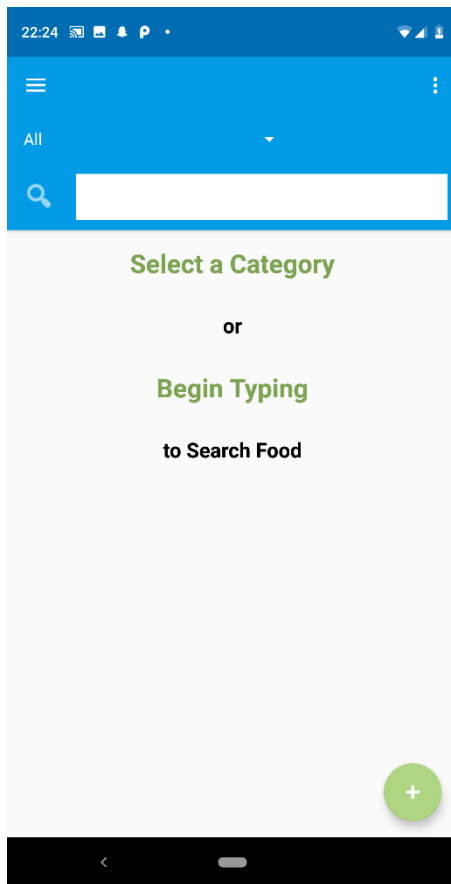 22:24
All
Select a Category
or
Begin Typing
to Search Food
+